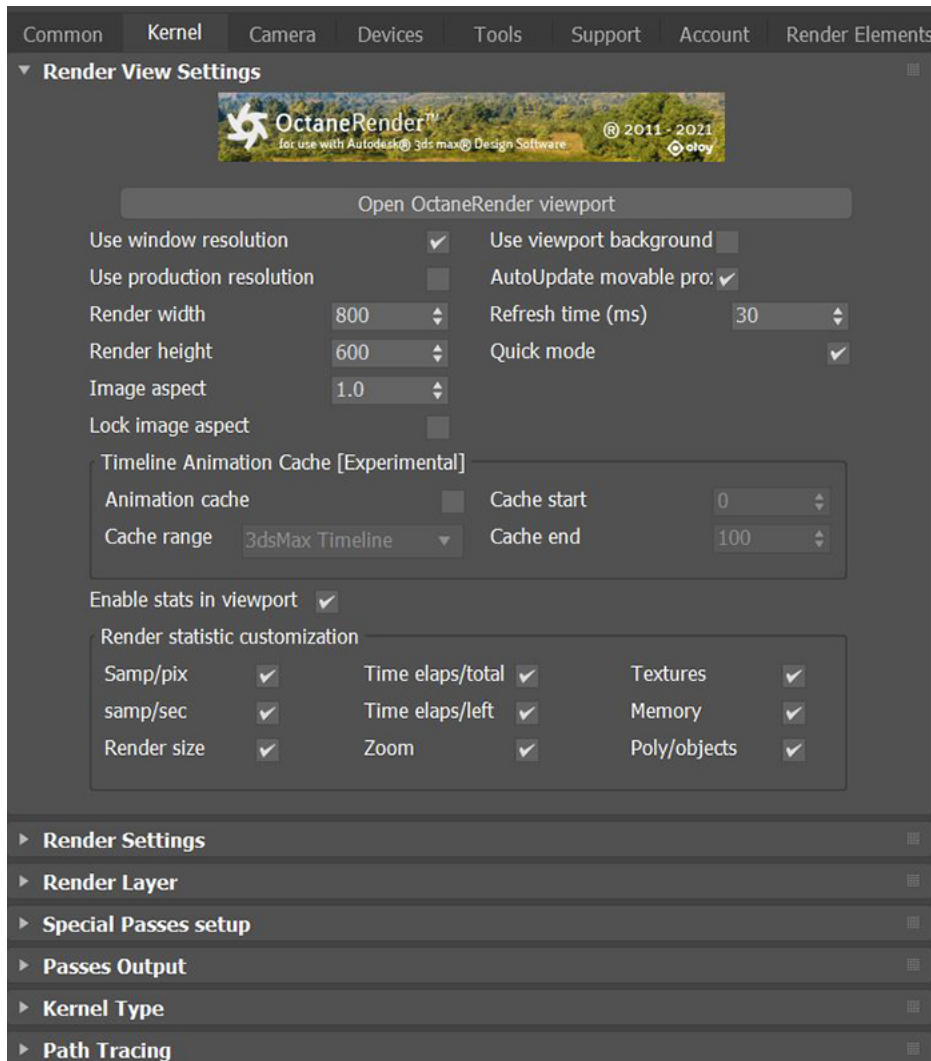 Common Kernel Camera Devices Tools Support Account Render Elements
Render View Settings
OctaneRender™
for use with Autodesk® 3ds max® Design Software
® 2011 - 2021
otoy
Open OctaneRender viewport
Use window resolution Use viewport background
Use production resolution AutoUpdate movable pro:
Render width 800 Refresh time (ms) 30
Render height 600 Quick mode
Image aspect 1.0
Lock image aspect
Timeline Animation Cache [Experimental]
Animation cache Cache start 0
Cache range 3dsMax Timeline Cache end 100
Enable stats in viewport
Render statistic customization
Samp/pix Time elaps/total Textures
samp/sec Time elaps/left Memory
Render size Zoom Poly/objects
Render Settings
Render Layer
Special Passes setup
Passes Output
Kernel Type
Path Tracing